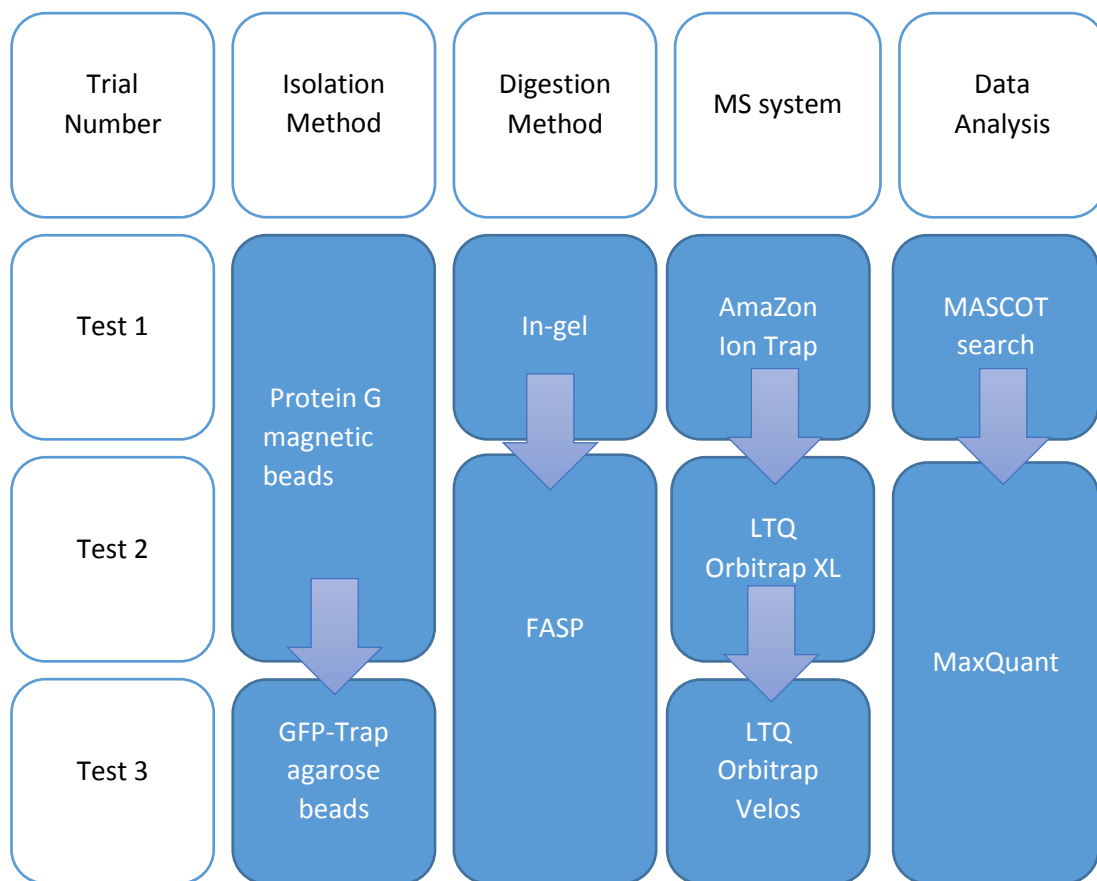 Trial
Number
Isolation
Method
Digestion
Method
MS system
Data
Analysis
Test 1
Protein G
magnetic
beads
In-gel
AmaZon
Ion Trap
MASCOT
search
Test 2
FASP
LTQ
Orbitrap XL
MaxQuant
Test 3
GFP-Trap
agarose
beads
LTQ
Orbitrap
Velos